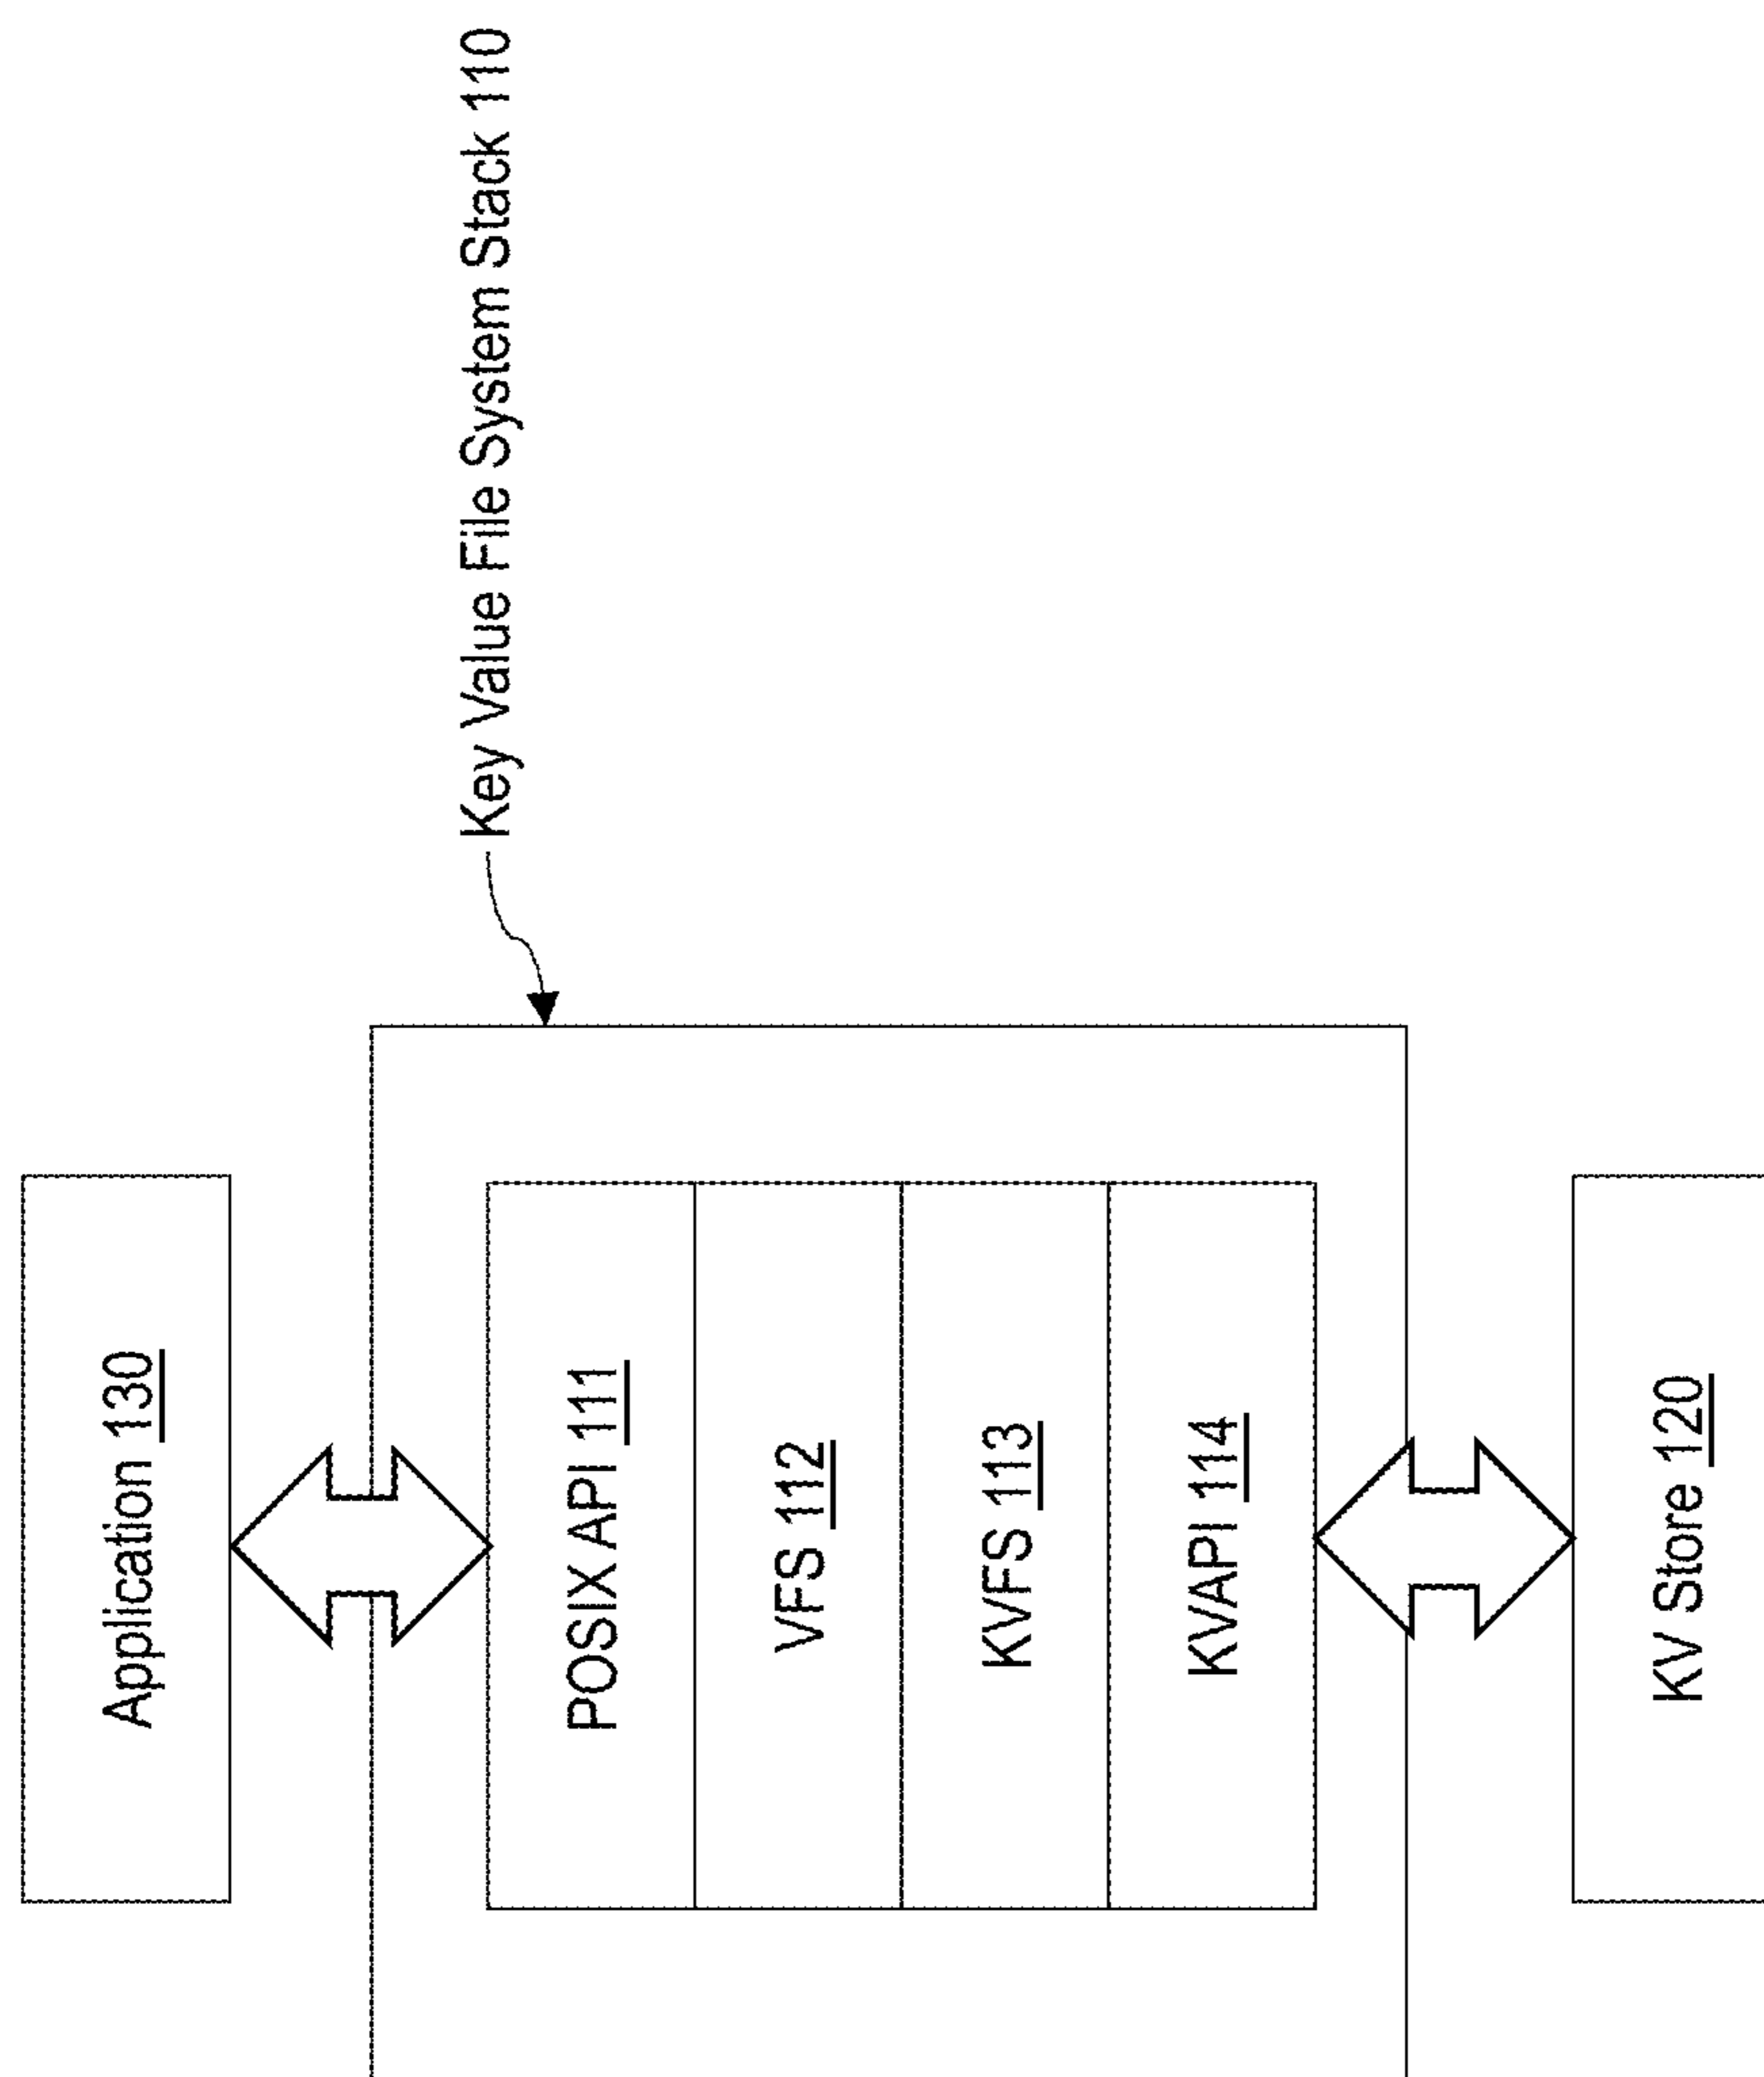 Application 130
Key Value File System Stack 110
POSIX API 111
VFS 112
KVFS 113
KVAPI 114
KV Store 120